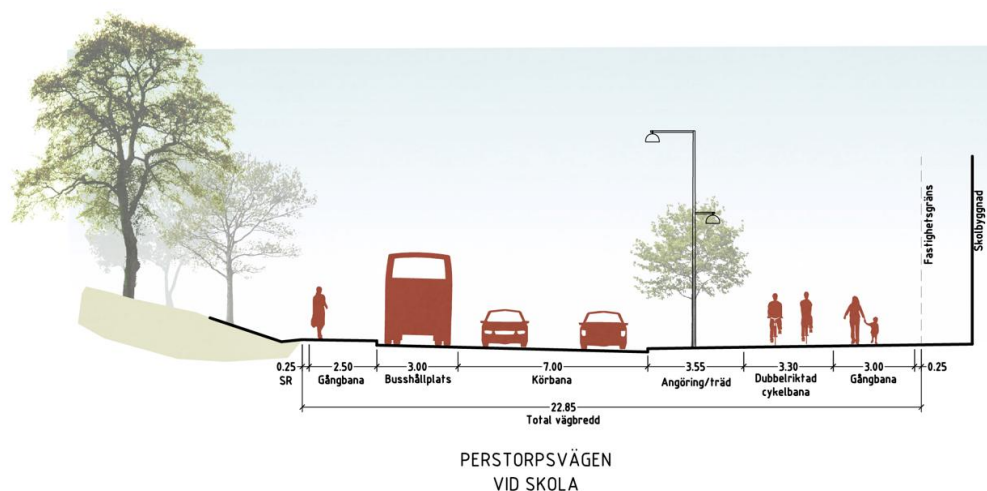 Fastighetsgräns
Skolbyggnad
0.25 2.50 3.00 7.00 3.55 3.30 3.00 0.25
SR Gångbana Busshållplats Körbana Angöring/träd Dubbelriktad Gångbana
cykelbana
22.85
Total vägbredd
PERSTORPSVÄGEN
VID SKOLA